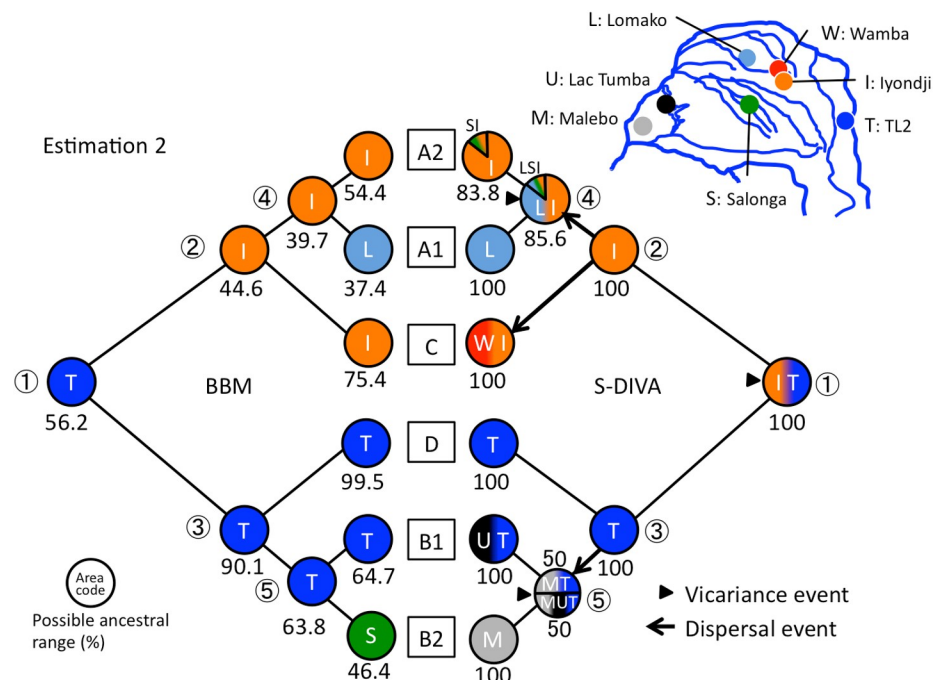 L: Lomako
W: Wamba
U: Lac Tumba
I: Iyondji
M: Malebo
T: TL2
S: Salonga
Estimation 2
SI
I
A2
I
54.4
83.8
LSI
④
I
L I
④
39.7
85.6
②
I
L
A1
L
I
②
44.6
37.4
100
100
I
C
W I
75.4
100
①
T
BBM
S-DIVA
I T
①
56.2
100
T
D
T
99.5
100
③
T
T
B1
U T
T
③
90.1
64.7
100
50
100
⑤
T
MT
MUT
⑤
63.8
50
S
B2
M
46.4
100
Area
code
Possible ancestral
range (%)
Vicariance event
Dispersal event